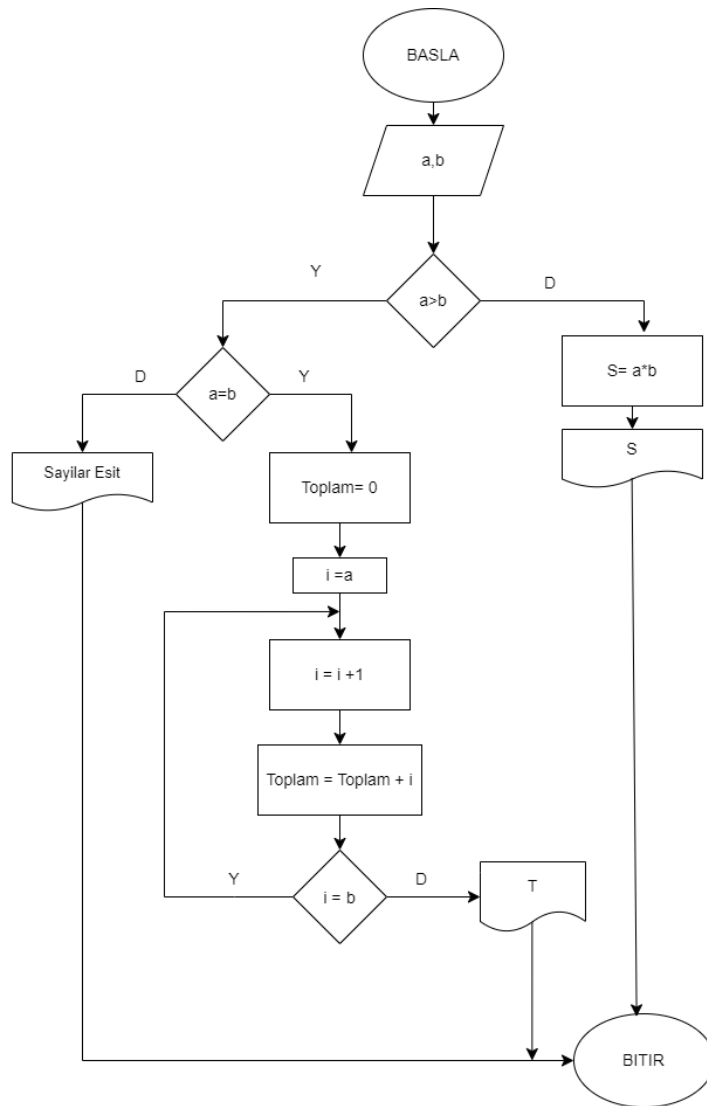 BASLA
a,b
a>b
Y
D
a=b
D
Y
S= a*b
S
Sayilar Esit
Toplam= 0
i =a
i = i +1
Toplam = Toplam + i
i = b
Y
D
T
BITIR